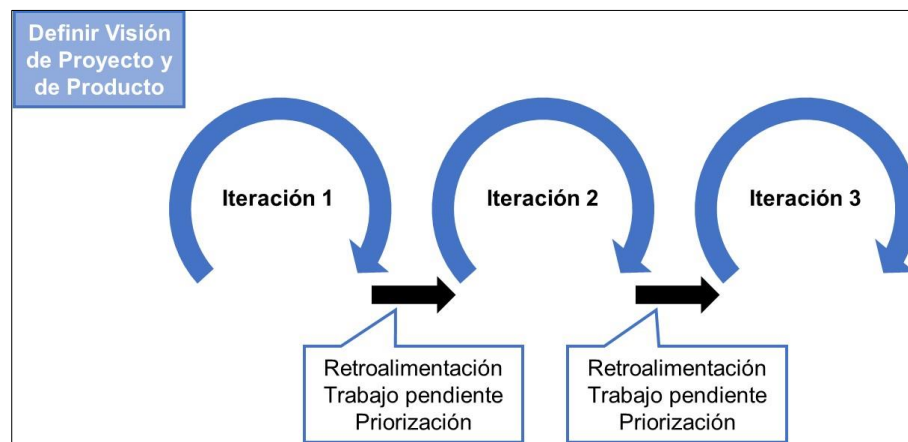 Definir Visión
de Proyecto y
de Producto
Iteración 1
Iteración 2
Iteración 3
Retroalimentación
Trabajo pendiente
Priorización
Retroalimentación
Trabajo pendiente
Priorización